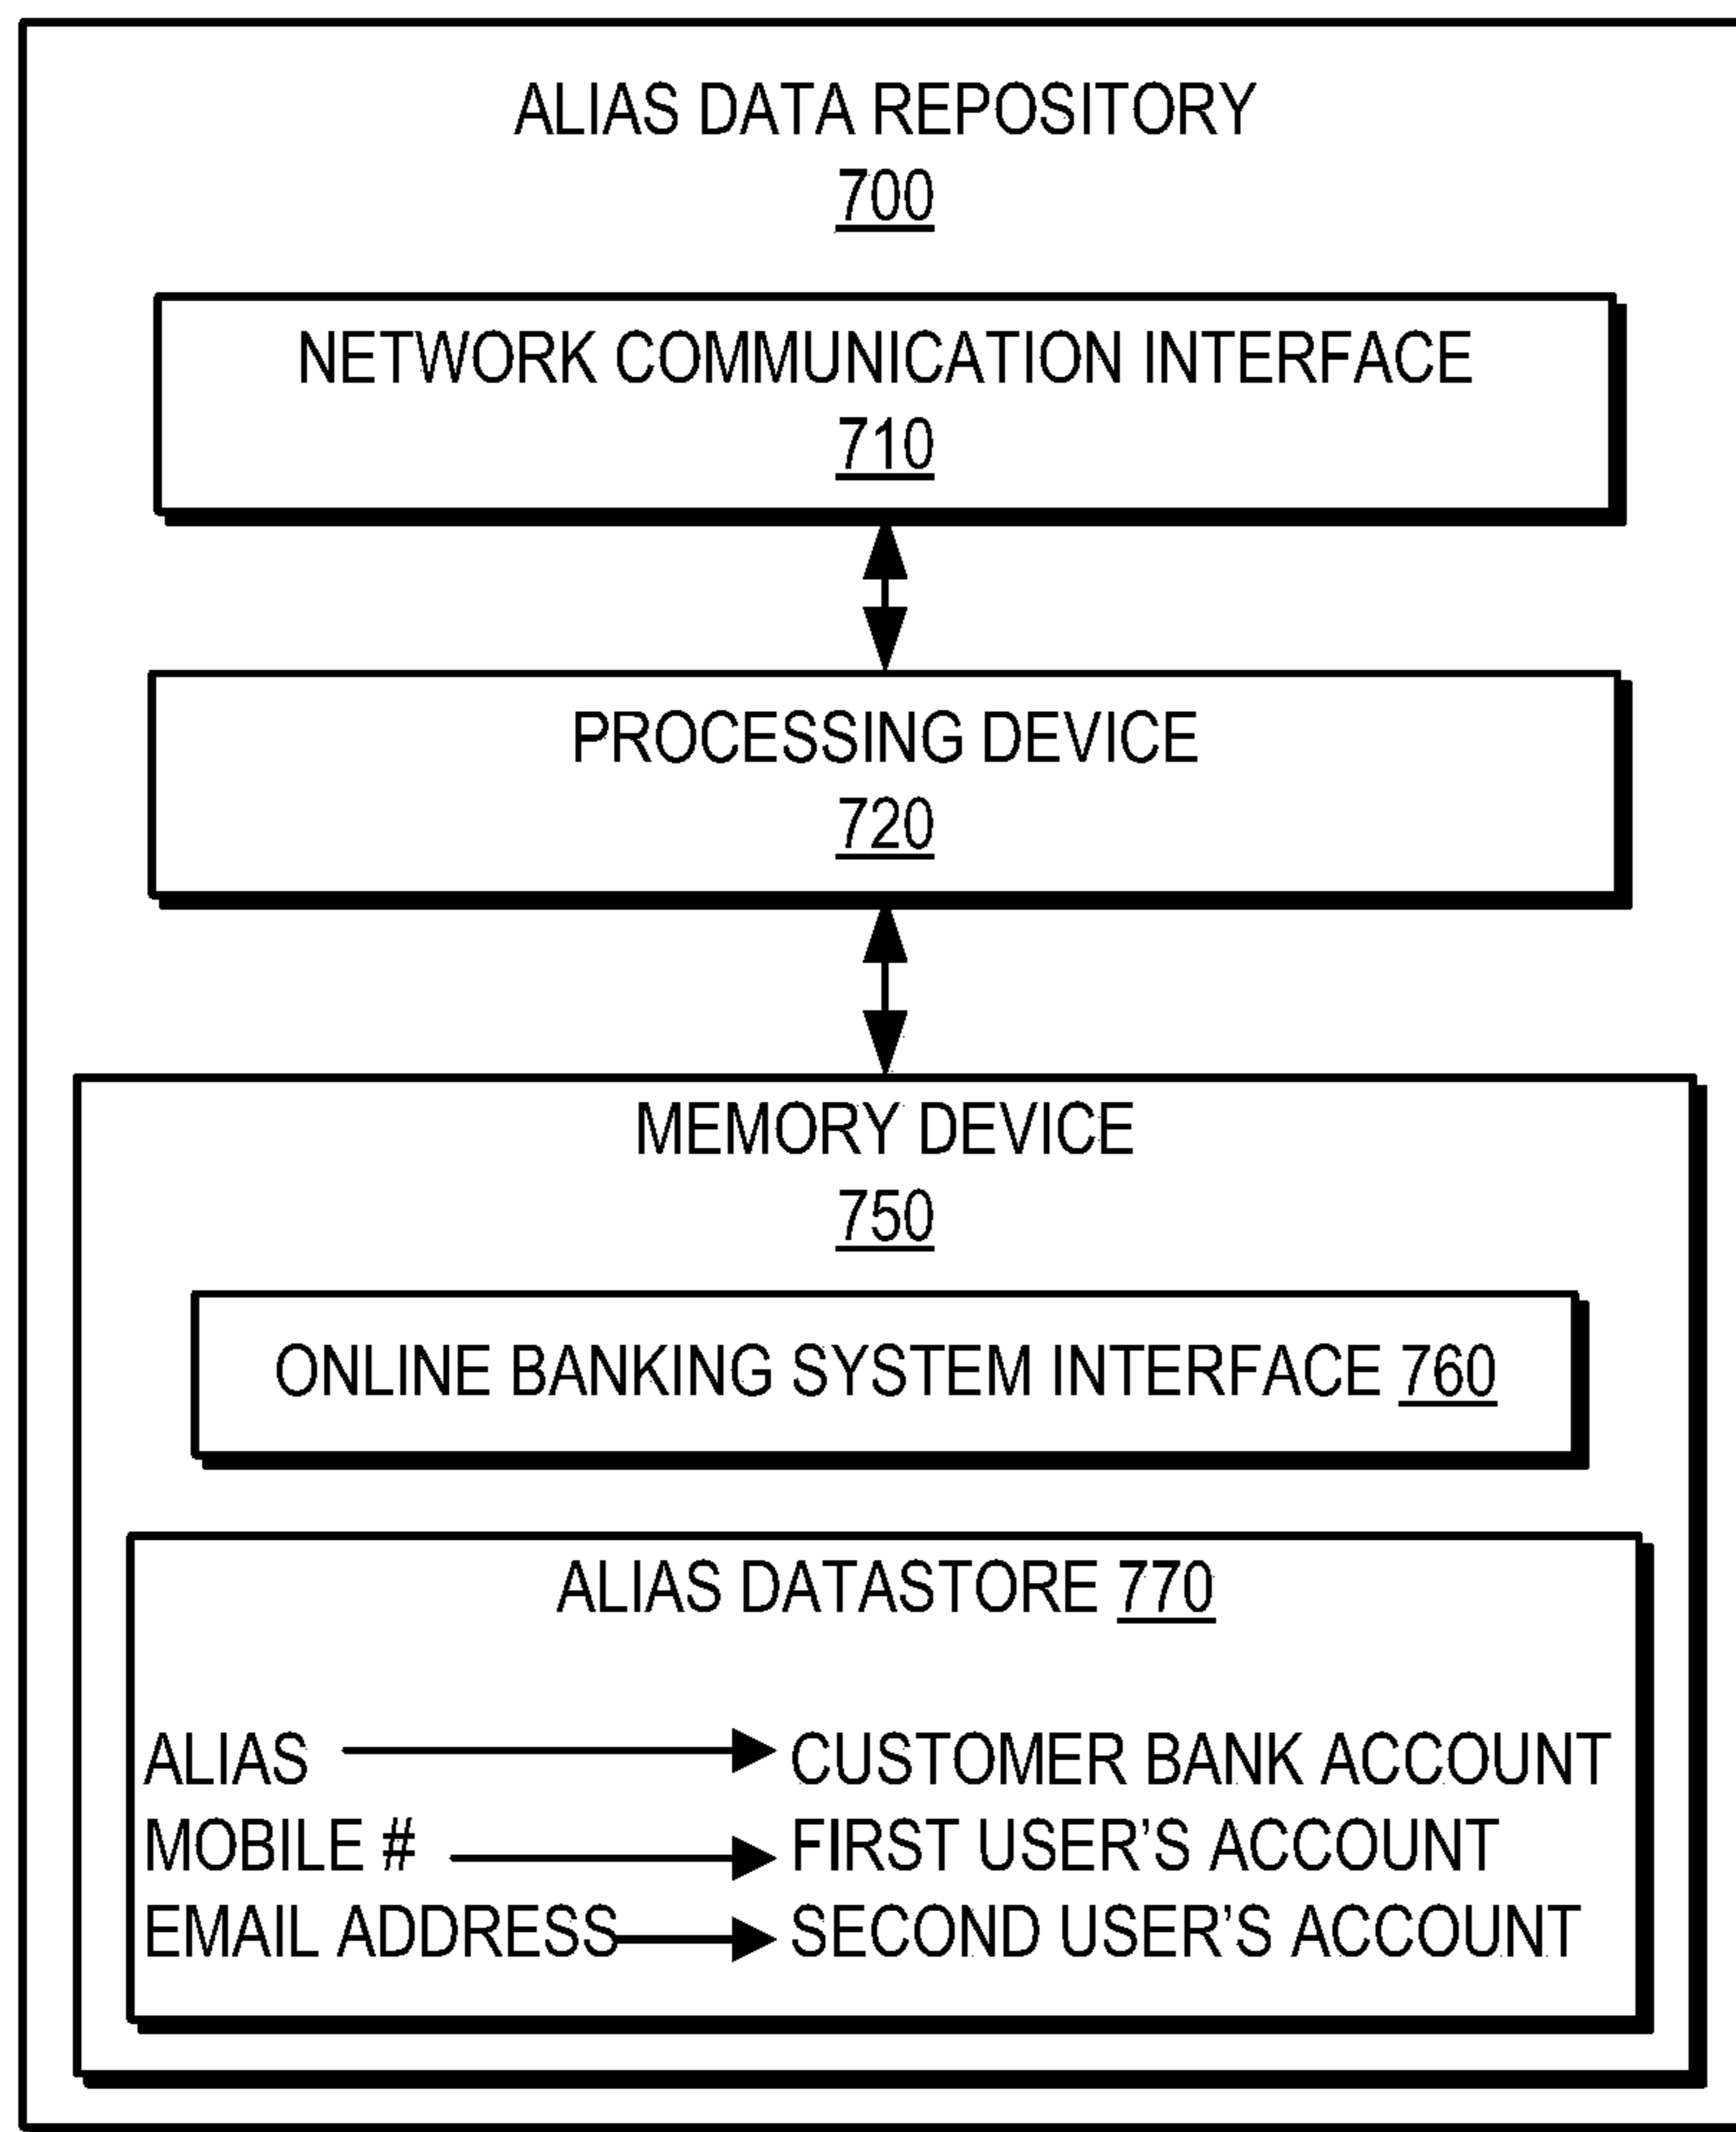 ALIAS DATA REPOSITORY
700
NETWORK COMMUNICATION INTERFACE
710
PROCESSING DEVICE
720
MEMORY DEVICE
750
ONLINE BANKING SYSTEM INTERFACE 760
ALIAS DATASTORE 770
ALIAS CUSTOMER BANK ACCOUNT
MOBILE # FIRST USER'S ACCOUNT
EMAIL ADDRESS SECOND USER'S ACCOUNT